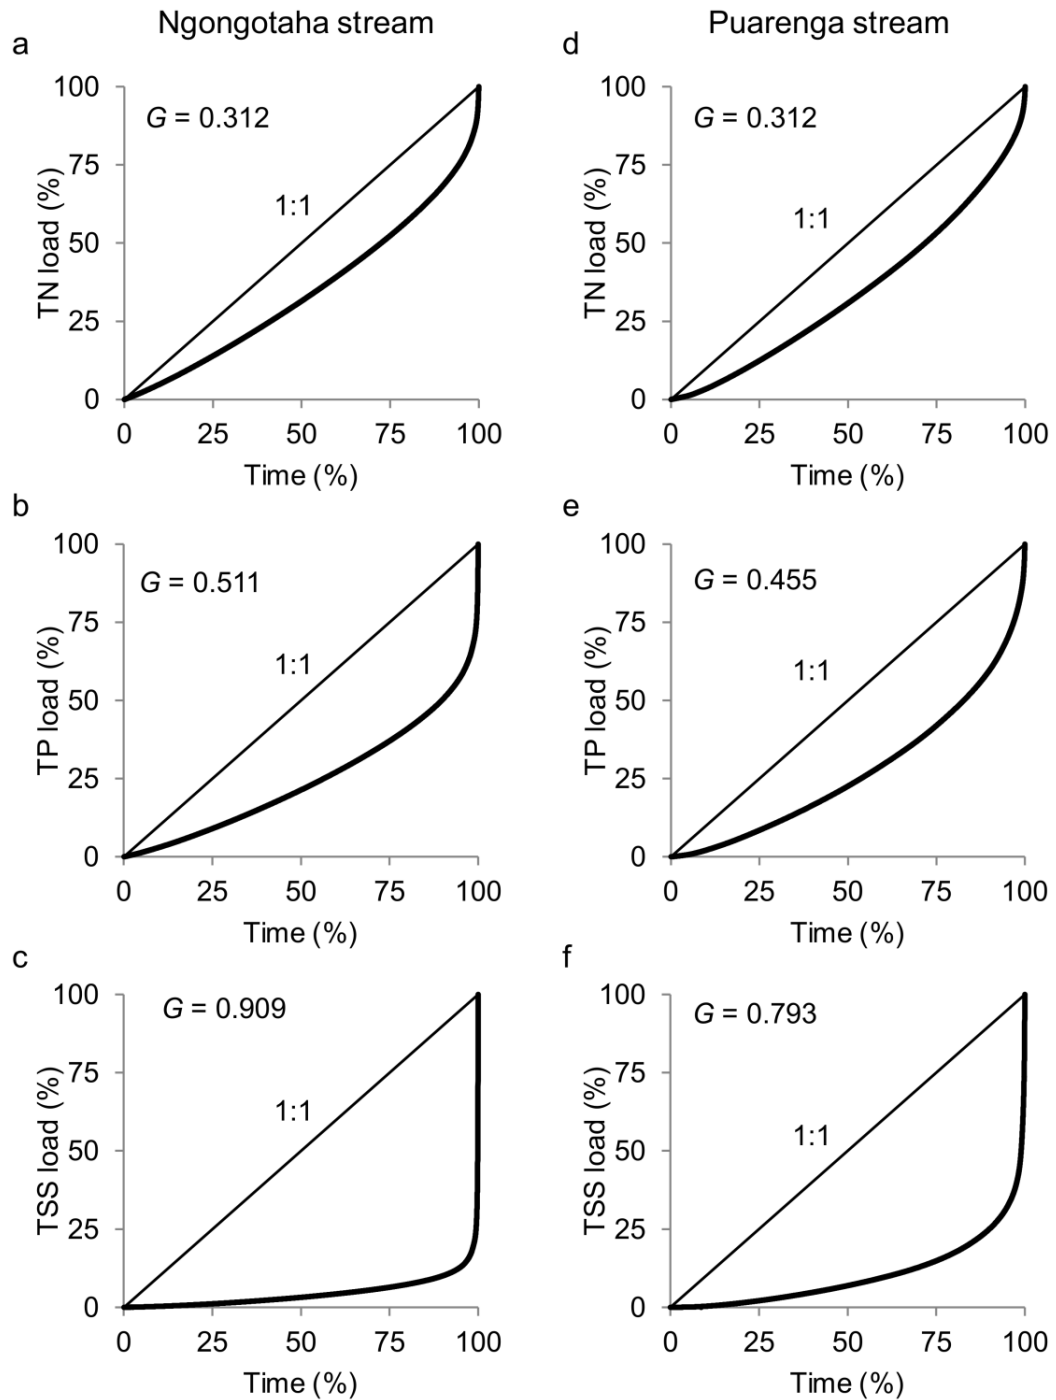 Ngongotaha stream
Puarenga stream
a
TN load (%)
100
75
50
25
0
G = 0.312
1:1
0 25 50 75 100
Time (%)
d
TN load (%)
100
75
50
25
0
G = 0.312
1:1
0 25 50 75 100
Time (%)
b
TP load (%)
100
75
50
25
0
G = 0.511
1:1
0 25 50 75 100
Time (%)
e
TP load (%)
100
75
50
25
0
G = 0.455
1:1
0 25 50 75 100
Time (%)
c
TSS load (%)
100
75
50
25
0
G = 0.909
1:1
0 25 50 75 100
Time (%)
f
TSS load (%)
100
75
50
25
0
G = 0.793
1:1
0 25 50 75 100
Time (%)